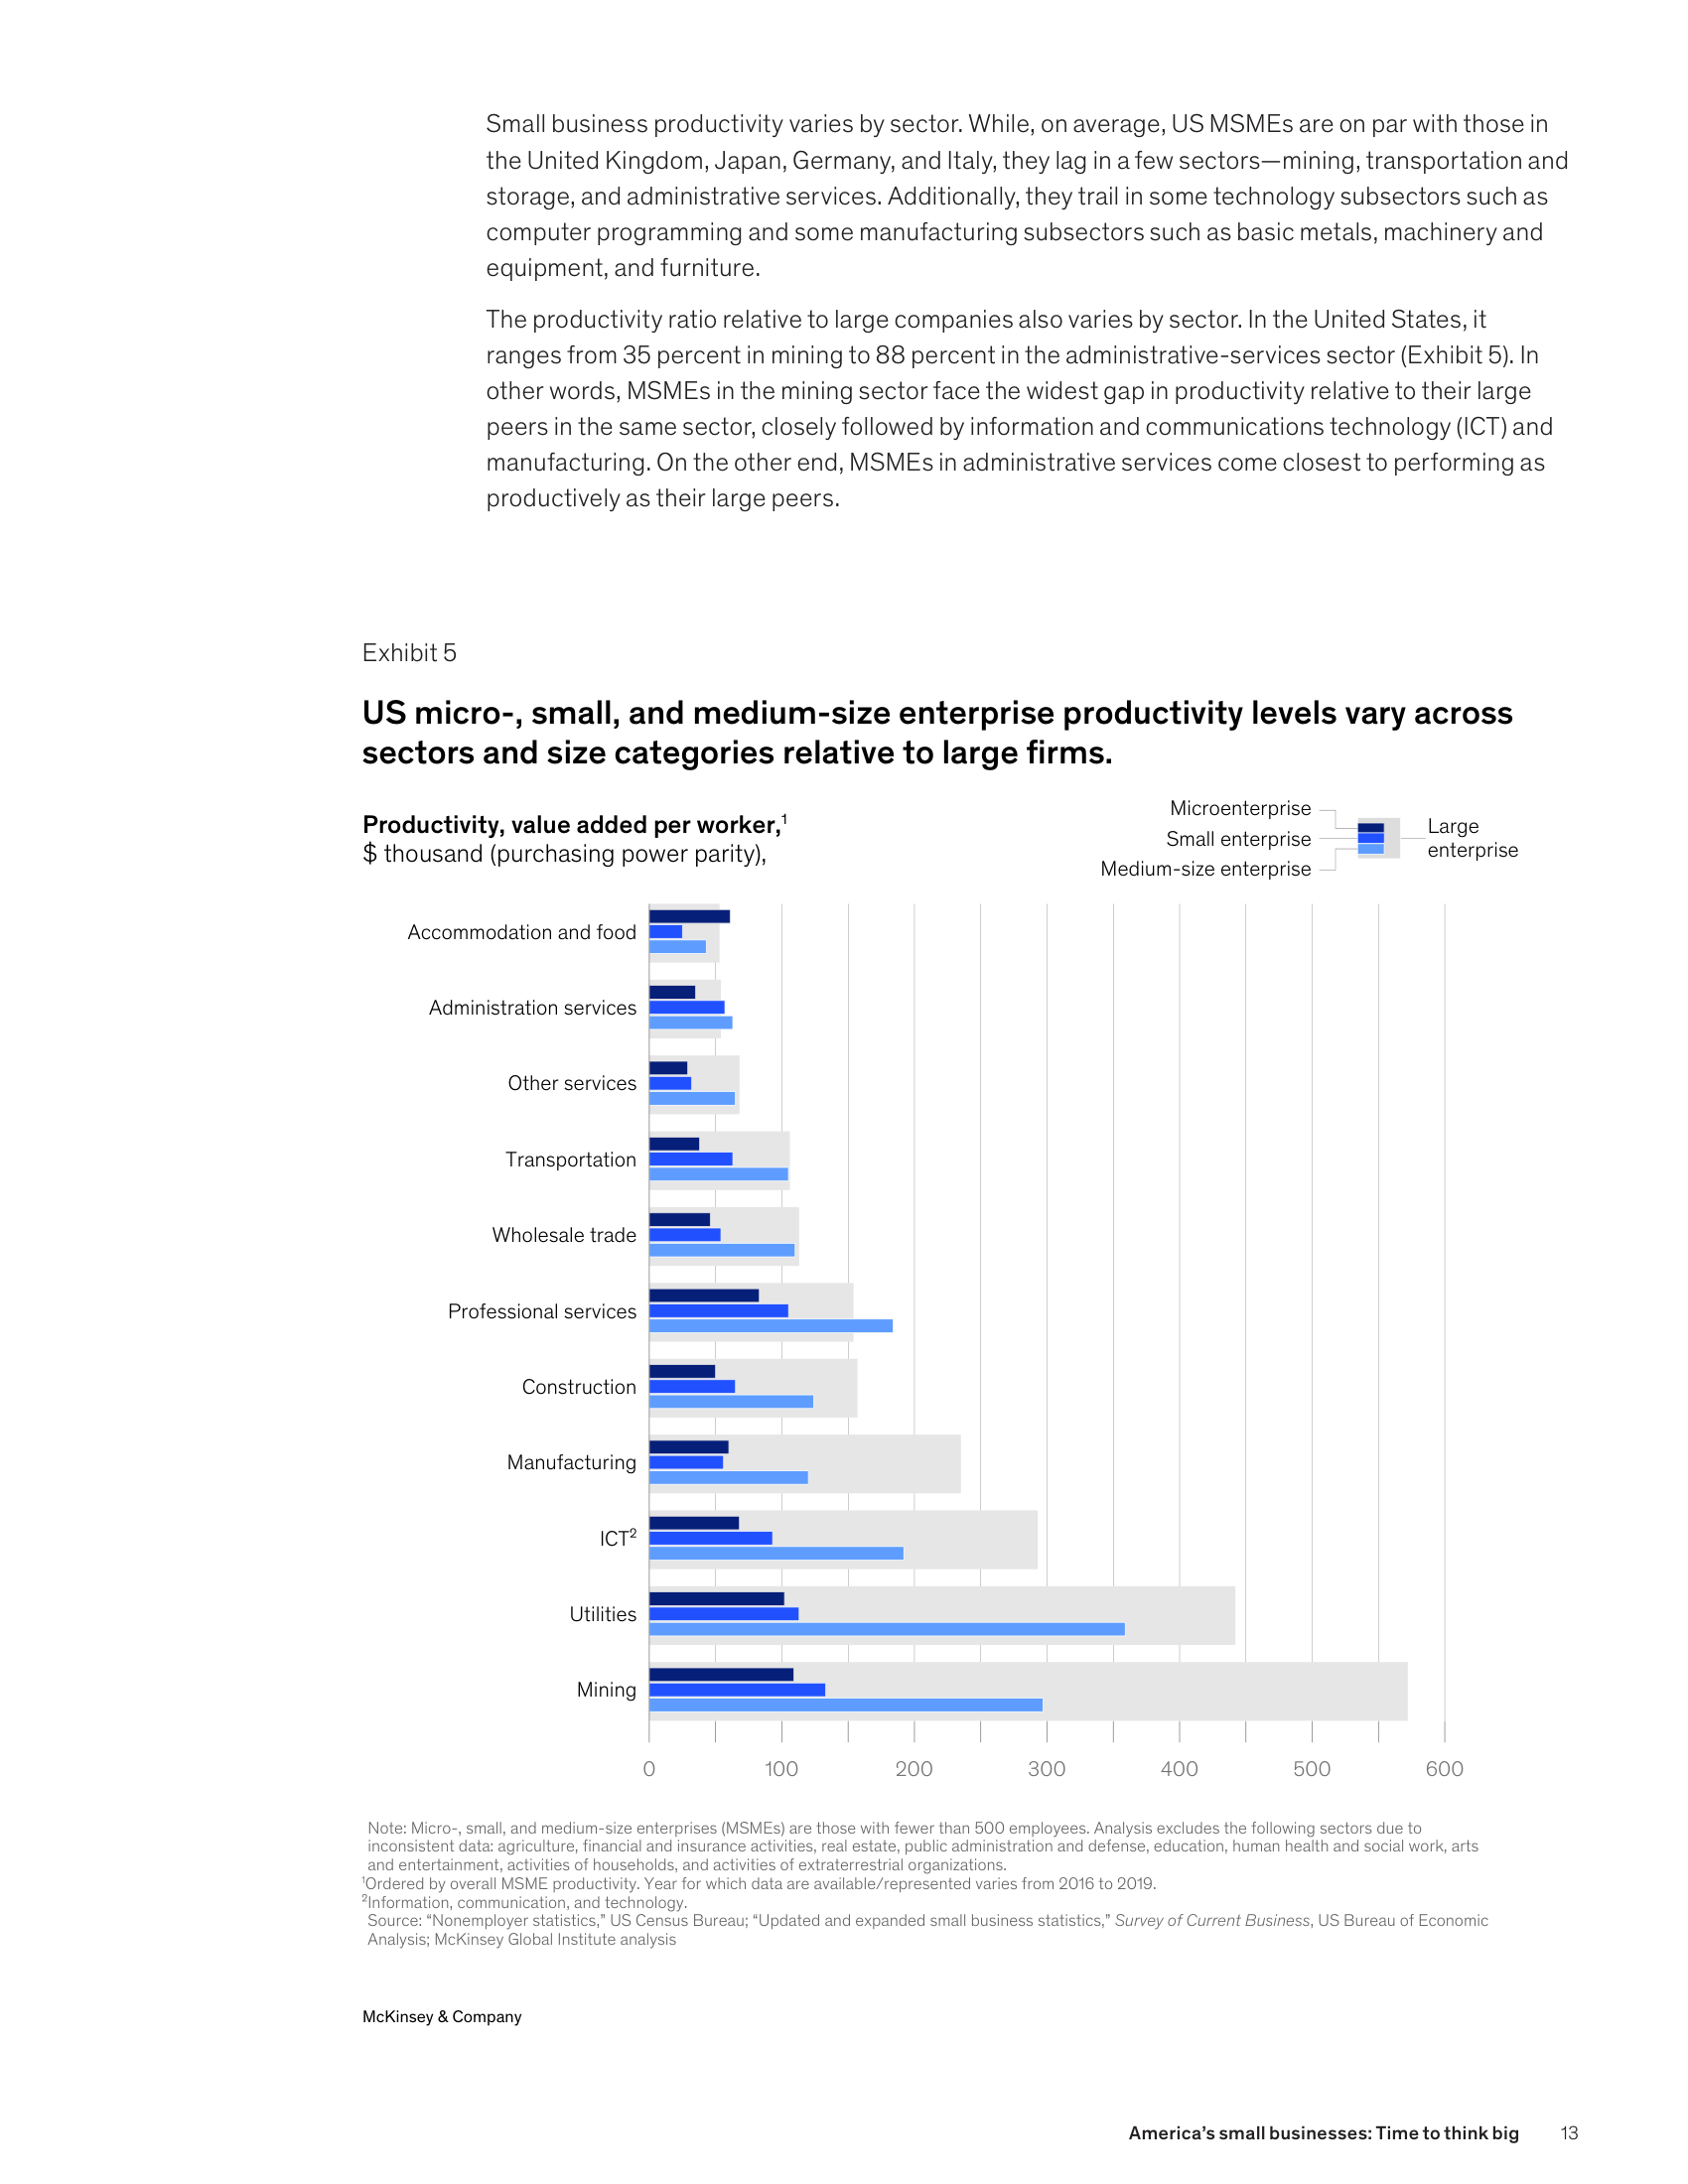 Small business productivity varies by sector. While, on average, US MSMEs are on par with those in
the United Kingdom, Japan, Germany, and Italy, they lag in a few sectors—mining, transportation and
storage, and administrative services. Additionally, they trail in some technology subsectors such as
computer programming and some manufacturing subsectors such as basic metals, machinery and
equipment, and furniture.
The productivity ratio relative to large companies also varies by sector. In the United States, it
ranges from 35 percent in mining to 88 percent in the administrative-services sector (Exhibit 5). In
other words, MSMEs in the mining sector face the widest gap in productivity relative to their large
peers in the same sector, closely followed by information and communications technology (ICT) and
manufacturing. On the other end, MSMEs in administrative services come closest to performing as
productively as their large peers.
Exhibit 5
US micro-, small, and medium-size enterprise productivity levels vary across
sectors and size categories relative to large firms.
Productivity, value added per worker,¹
$ thousand (purchasing power parity),
Microenterprise
Small enterprise
Medium-size enterprise
Large
enterprise
Accommodation and food
Administration services
Other services
Transportation
Wholesale trade
Professional services
Construction
Manufacturing
ICT²
Utilities
Mining
0 100 200 300 400 500 600
Note: Micro-, small, and medium-size enterprises (MSMEs) are those with fewer than 500 employees. Analysis excludes the following sectors due to
inconsistent data: agriculture, financial and insurance activities, real estate, public administration and defense, education, human health and social work, arts
and entertainment, activities of households, and activities of extraterrestrial organizations.
¹Ordered by overall MSME productivity. Year for which data are available/represented varies from 2016 to 2019.
²Information, communication, and technology.
Source: “Nonemployer statistics,” US Census Bureau; “Updated and expanded small business statistics,” Survey of Current Business, US Bureau of Economic
Analysis; McKinsey Global Institute analysis
McKinsey & Company
America’s small businesses: Time to think big 13